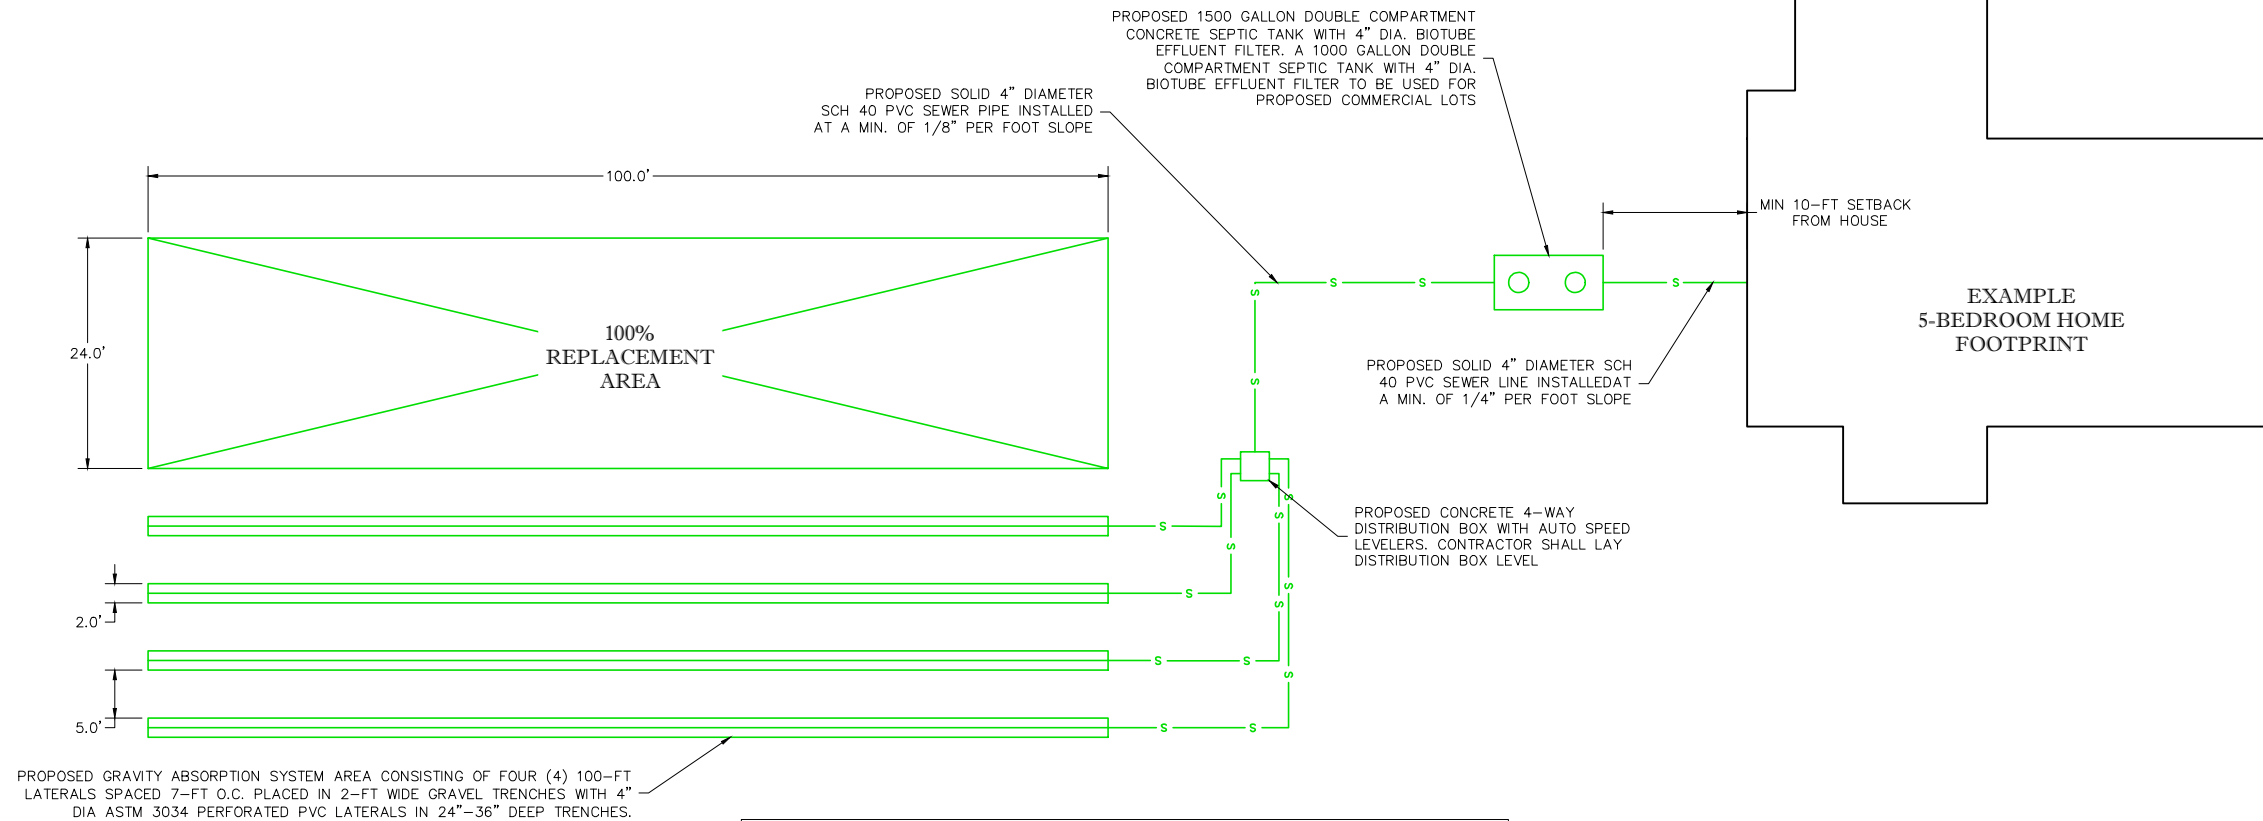 PROPOSED 1500 GALLON DOUBLE COMPARTMENT
CONCRETE SEPTIC TANK WITH 4” DIA. BIOTUBE
EFFLUENT FILTER. A 1000 GALLON DOUBLE
COMPARTMENT SEPTIC TANK WITH 4” DIA.
BIOTUBE EFFLUENT FILTER TO BE USED FOR
PROPOSED COMMERCIAL LOTS
PROPOSED SOLID 4” DIAMETER
SCH 40 PVC SEWER PIPE INSTALLED
AT A MIN. OF 1/8” PER FOOT SLOPE
100.0’
MIN 10-FT SETBACK
FROM HOUSE
24.0’
100%
REPLACEMENT
AREA
S
S
S
S
S
EXAMPLE
5-BEDROOM HOME
FOOTPRINT
PROPOSED SOLID 4” DIAMETER SCH
40 PVC SEWER LINE INSTALLEDAT
A MIN. OF 1/4” PER FOOT SLOPE
PROPOSED CONCRETE 4-WAY
DISTRIBUTION BOX WITH AUTO SPEED
LEVELERS. CONTRACTOR SHALL LAY
DISTRIBUTION BOX LEVEL
S
S
S
S
S
S
S
S
S
S
S
S
S
2.0’
5.0’
PROPOSED GRAVITY ABSORPTION SYSTEM AREA CONSISTING OF FOUR (4) 100-FT
LATERALS SPACED 7-FT O.C. PLACED IN 2-FT WIDE GRAVEL TRENCHES WITH 4”
DIA ASTM 3034 PERFORATED PVC LATERALS IN 24”-36” DEEP TRENCHES.